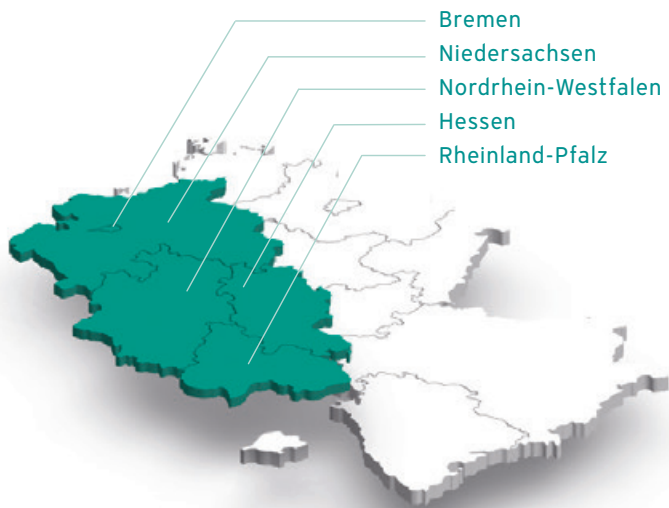 Bremen
Niedersachsen
Nordrhein-Westfalen
Hessen
Rheinland-Pfalz